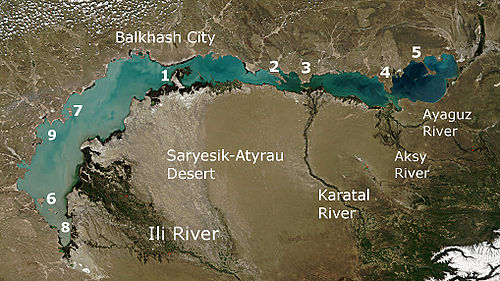 Balkhash City
5
1
2
3
4
7
Ayaguz
River
9
Saryesik-Atyrau
Desert
Aksy
River
6
Karatal
River
8
Ili River